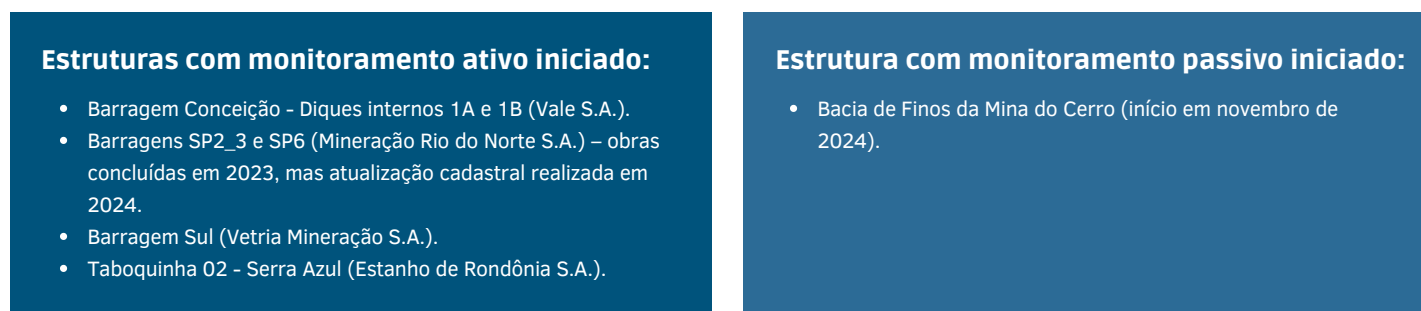 Estruturas com monitoramento ativo iniciado:
• Barragem Conceição - Diques internos 1A e 1B (Vale S.A.).
• Barragens SP2_3 e SP6 (Mineração Rio do Norte S.A.) – obras
concluídas em 2023, mas atualização cadastral realizada em
2024.
• Barragem Sul (Vetria Mineração S.A.).
• Taboquinha 02 - Serra Azul (Estanho de Rondônia S.A.).
Estrutura com monitoramento passivo iniciado:
• Bacia de Finos da Mina do Cerro (início em novembro de
2024).